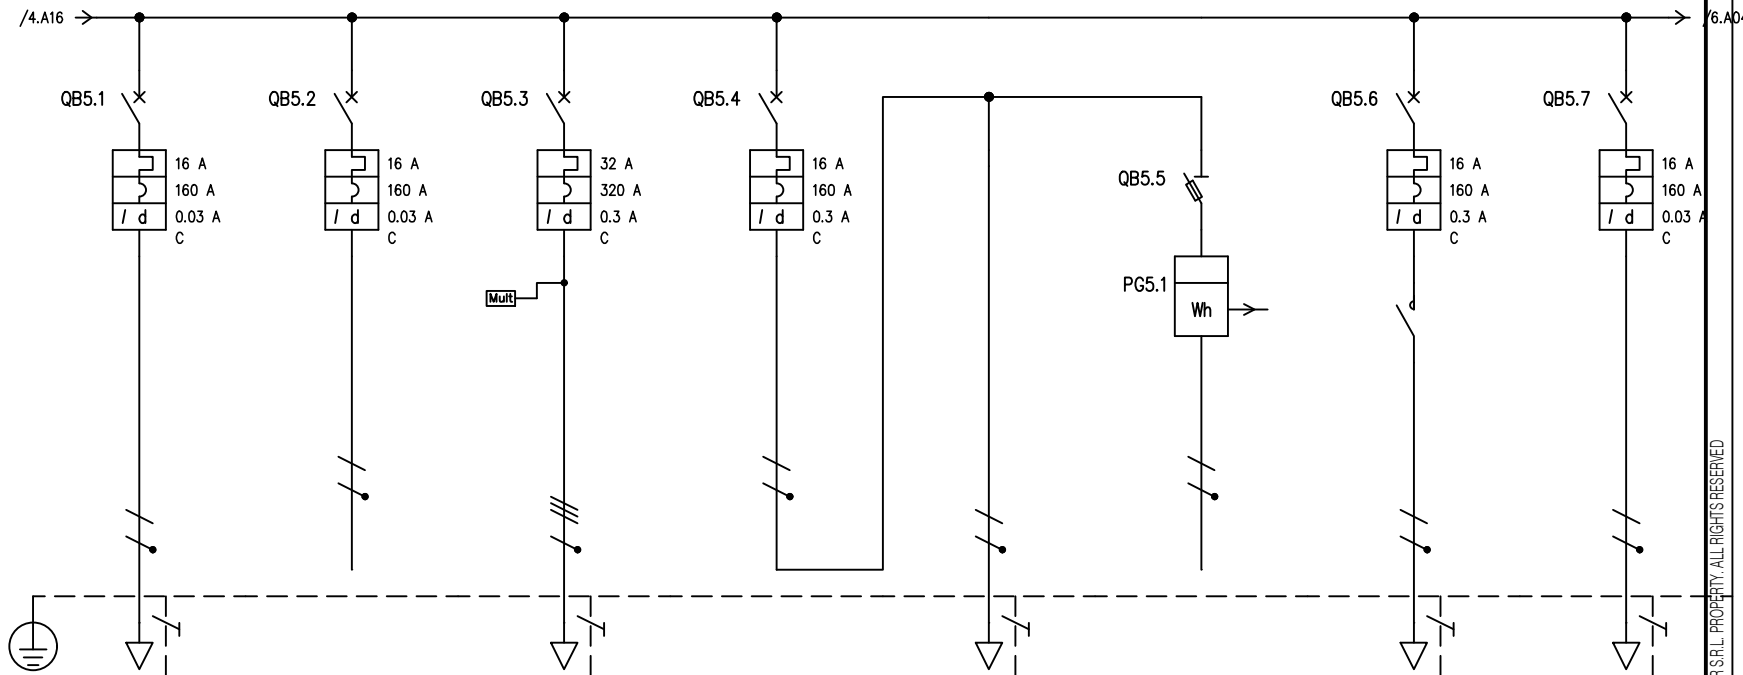 /4.A16
/6.A04
QB5.1
16 A
160 A
I d
0.03 A
C
QB5.2
16 A
160 A
I d
0.03 A
C
QB5.3
32 A
320 A
I d
0.3 A
C
Mult
QB5.4
16 A
160 A
I d
0.3 A
C
QB5.5
PG5.1
Wh
QB5.6
16 A
160 A
I d
0.3 A
C
QB5.7
16 A
160 A
I d
0.03 A
C
S.R.L. PROPERTY. ALL RIGHTS RESERVED